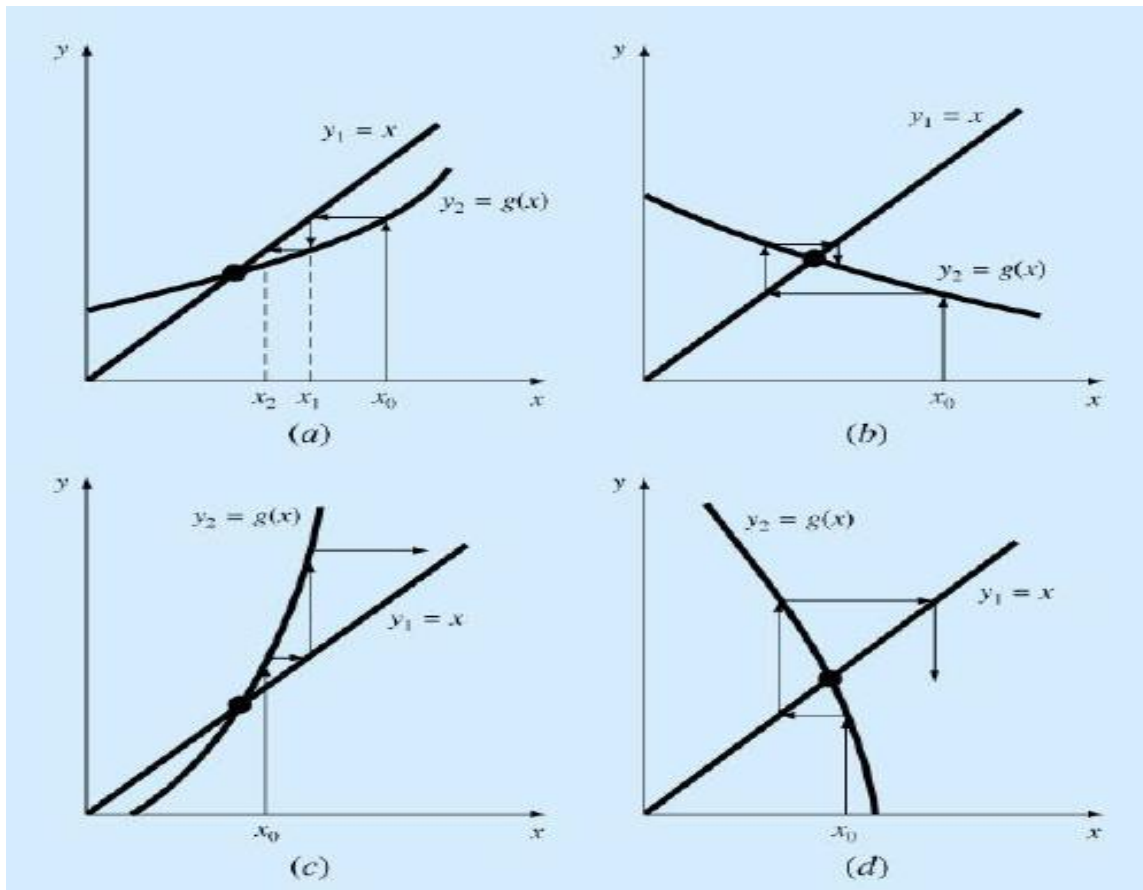 y
y₁ = x
y₂ = g(x)
x₂
x₁
x₀
x
(a)
y
y₁ = x
y₂ = g(x)
x₀
x
(b)
y
y₂ = g(x)
y₁ = x
x₀
x
(c)
y
y₂ = g(x)
y₁ = x
x₀
x
(d)